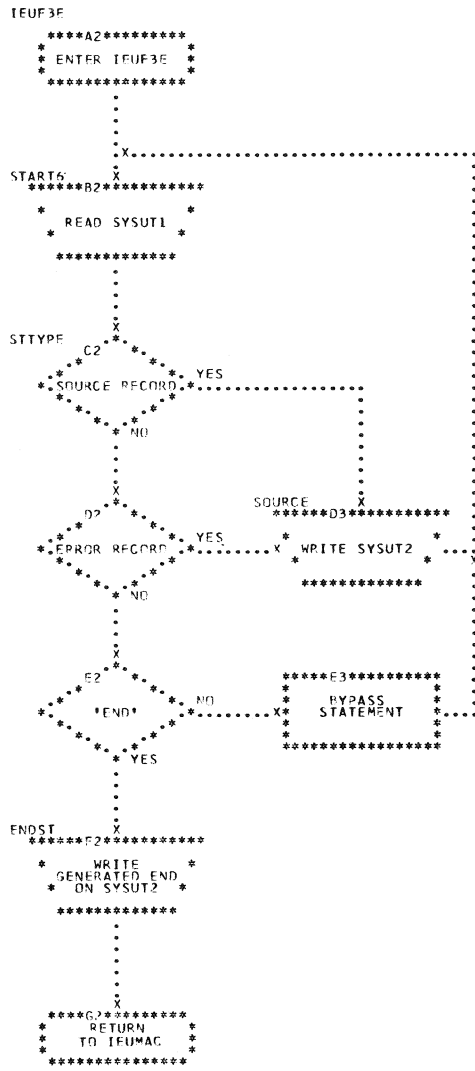 IEUF3E
A2
ENTER IEUF3E
START6
B2
READ SYSUT1
STTYPE
C2
SOURCE RECORD
YES
NO
D2
ERROR RECORD
YES
NO
SOURCE
D3
WRITE SYSUT2
E2
'END'
NO
YES
E3
BYPASS
STATEMENT
ENDST
F2
WRITE
GENERATED END
ON SYSUT2
G2
RETURN
TO IEUMAC